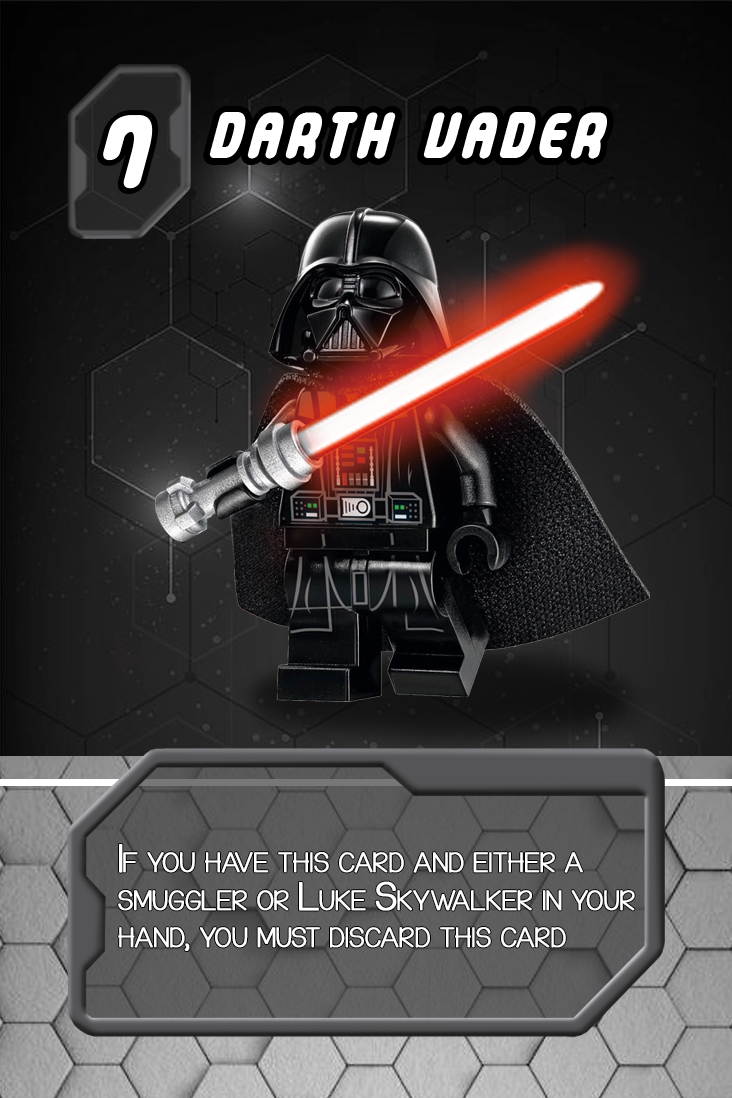 7 DARTH VADER
If you have this card and either a
smuggler or Luke Skywalker in your
hand, you must discard this card